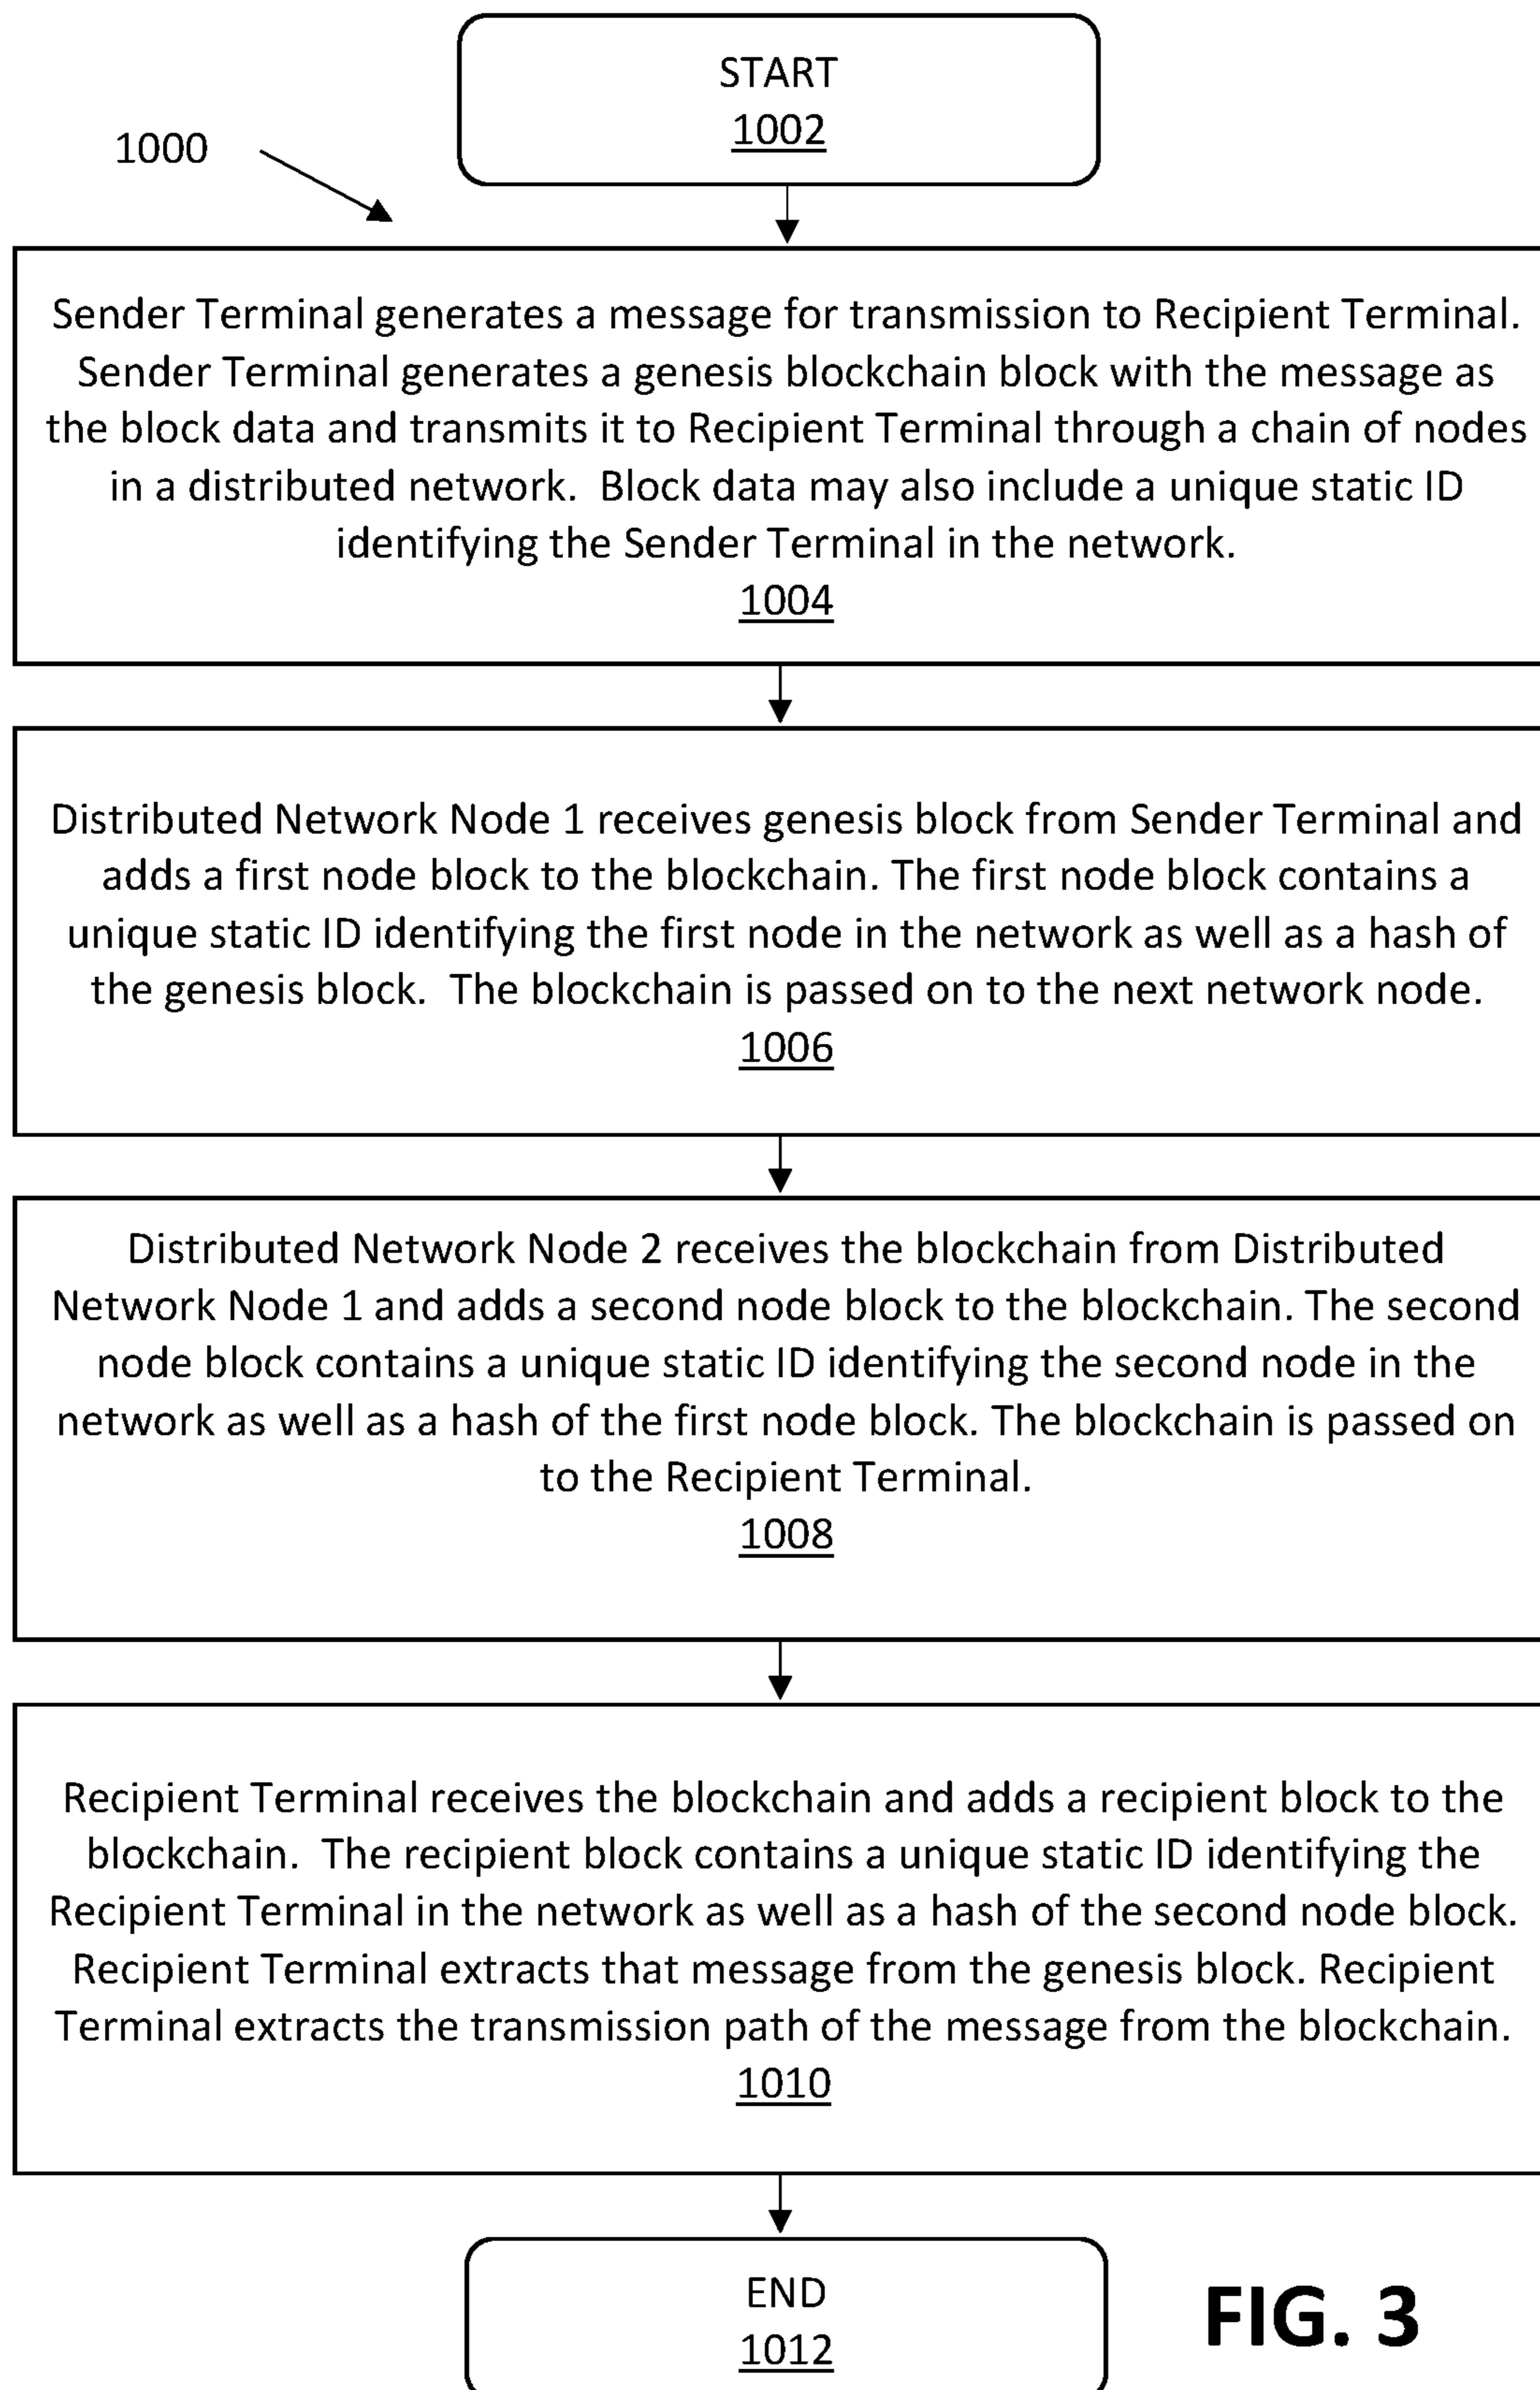 START
1002
1000
Sender Terminal generates a message for transmission to Recipient Terminal.
Sender Terminal generates a genesis blockchain block with the message as
the block data and transmits it to Recipient Terminal through a chain of nodes
in a distributed network.  Block data may also include a unique static ID
identifying the Sender Terminal in the network.
1004
Distributed Network Node 1 receives genesis block from Sender Terminal and
adds a first node block to the blockchain. The first node block contains a
unique static ID identifying the first node in the network as well as a hash of
the genesis block.  The blockchain is passed on to the next network node.
1006
Distributed Network Node 2 receives the blockchain from Distributed
Network Node 1 and adds a second node block to the blockchain. The second
node block contains a unique static ID identifying the second node in the
network as well as a hash of the first node block. The blockchain is passed on
to the Recipient Terminal.
1008
Recipient Terminal receives the blockchain and adds a recipient block to the
blockchain.  The recipient block contains a unique static ID identifying the
Recipient Terminal in the network as well as a hash of the second node block.
Recipient Terminal extracts that message from the genesis block. Recipient
Terminal extracts the transmission path of the message from the blockchain.
1010
END
1012
FIG. 3